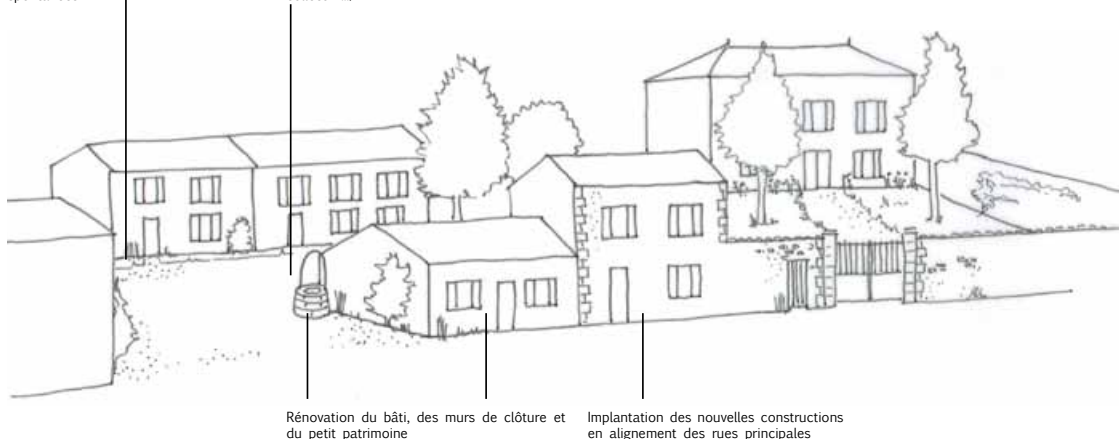 Rénovation du bâti, des murs de clôture et
du petit patrimoine
Implantation des nouvelles constructions
en alignement des rues principales